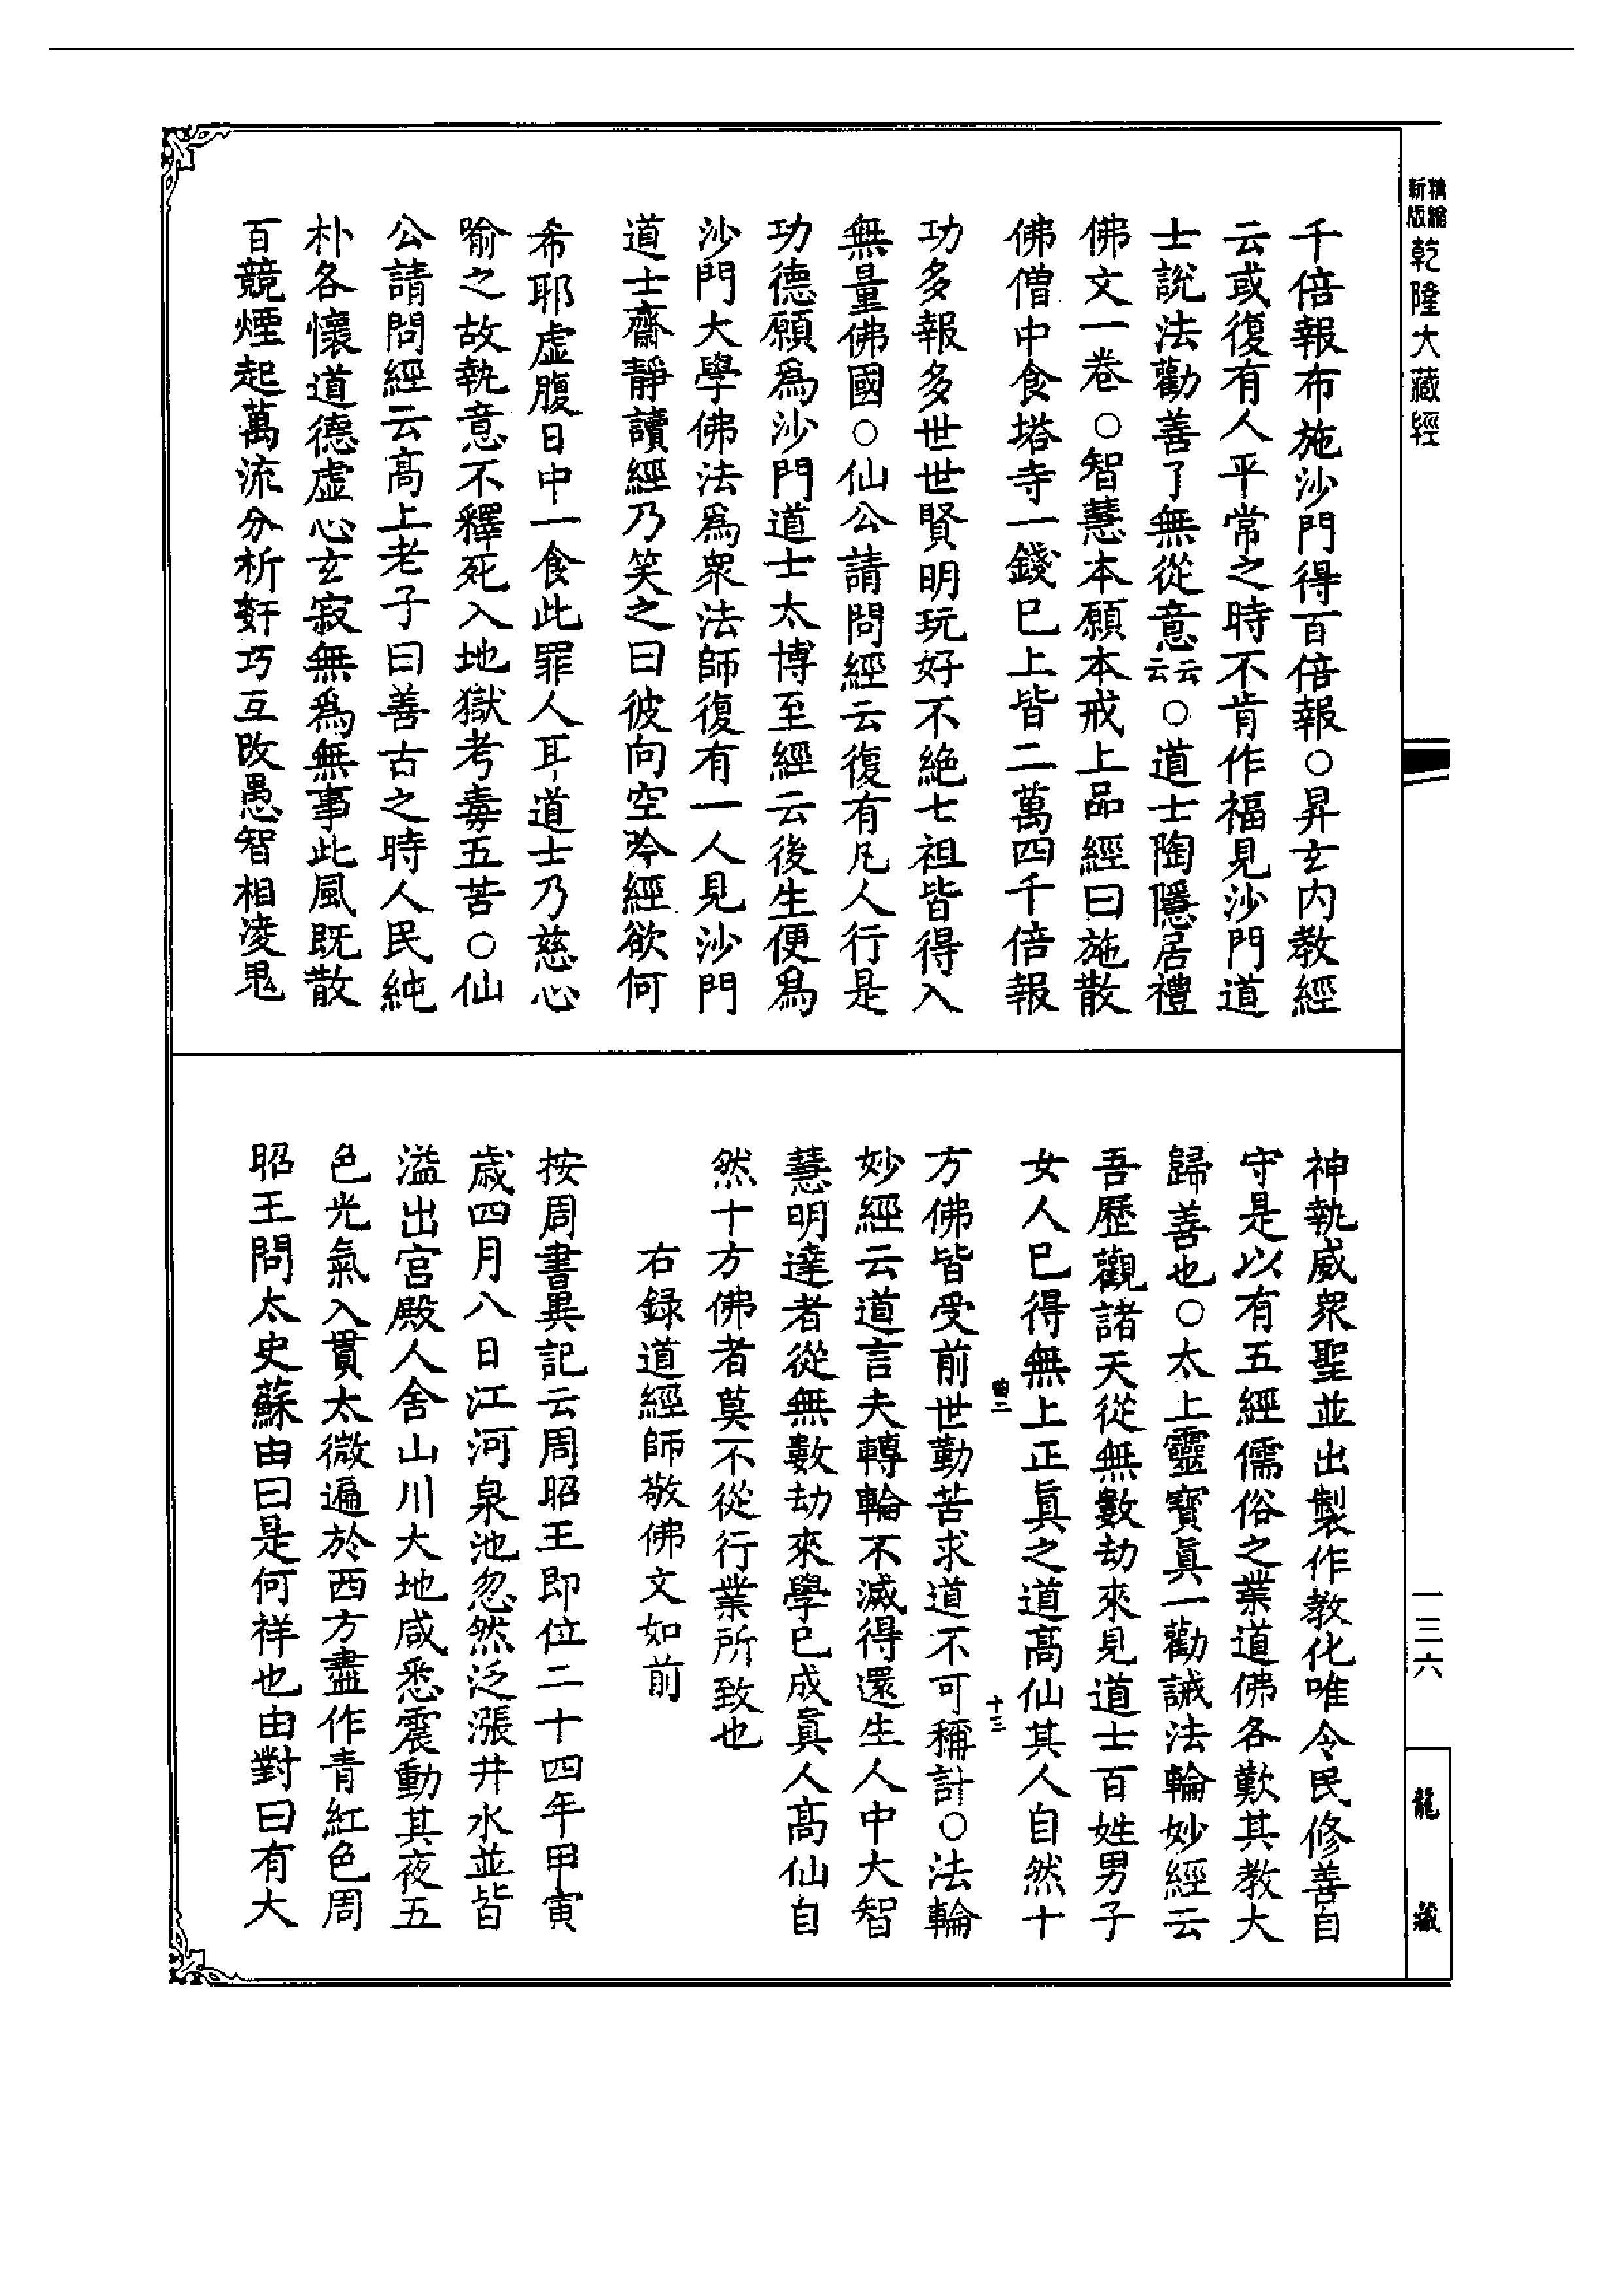 精縮
新版
乾隆大藏經
千倍報布施沙門得百倍報○昇玄內教經
云或復有人平常之時不肯作福見沙門道
士說法勸善了無從意云云○道士陶隱居禮
佛文一卷○智慧本願本戒上品經曰施散
佛僧中食塔寺一錢巳上皆二萬四千倍報
功多報多世世賢明玩好不絶七祖皆得入
無量佛國○仙公請問經云復有凡人行是
功德願爲沙門道士太博至經云後生便爲
沙門大學佛法爲衆法師復有一人見沙門
道士齋靜讀經乃笑之曰彼向空吟經欲何
希耶虛腹日中一食此罪人耳道士乃慈心
喻之故執意不釋死入地獄考毒五苦○仙
公請問經云髙上老子曰善古之時人民純
朴各懷道德虛心玄寂無爲無事此風既散
百競煙起萬流分析姧巧互攺愚智相凌鬼
神執威衆聖並出製作教化唯令民修善自
守是以有五經儒俗之業道佛各歎其教大
歸善也○太上靈寶眞一勸誡法輪妙經云
吾歷觀諸天從無數劫來見道士百姓男子
女人巳得無上正眞之道髙仙其人自然十
方佛皆受前世勤苦求道不可稱計○法輪
妙經云道言夫轉輪不滅得還生人中大智
慧明達者從無數劫來學巳成眞人髙仙自
然十方佛者莫不從行業所致也
右録道經師敬佛文如前
按周書異記云周昭王即位二十四年甲寅
歲四月八日江河泉池忽然泛漲井水並皆
溢出宮殿人舍山川大地咸悉震動其夜五
色光氣入貫太微遍於西方盡作青紅色周
昭王問太史蘇由曰是何祥也由對曰有大
十三
一三六
龍藏